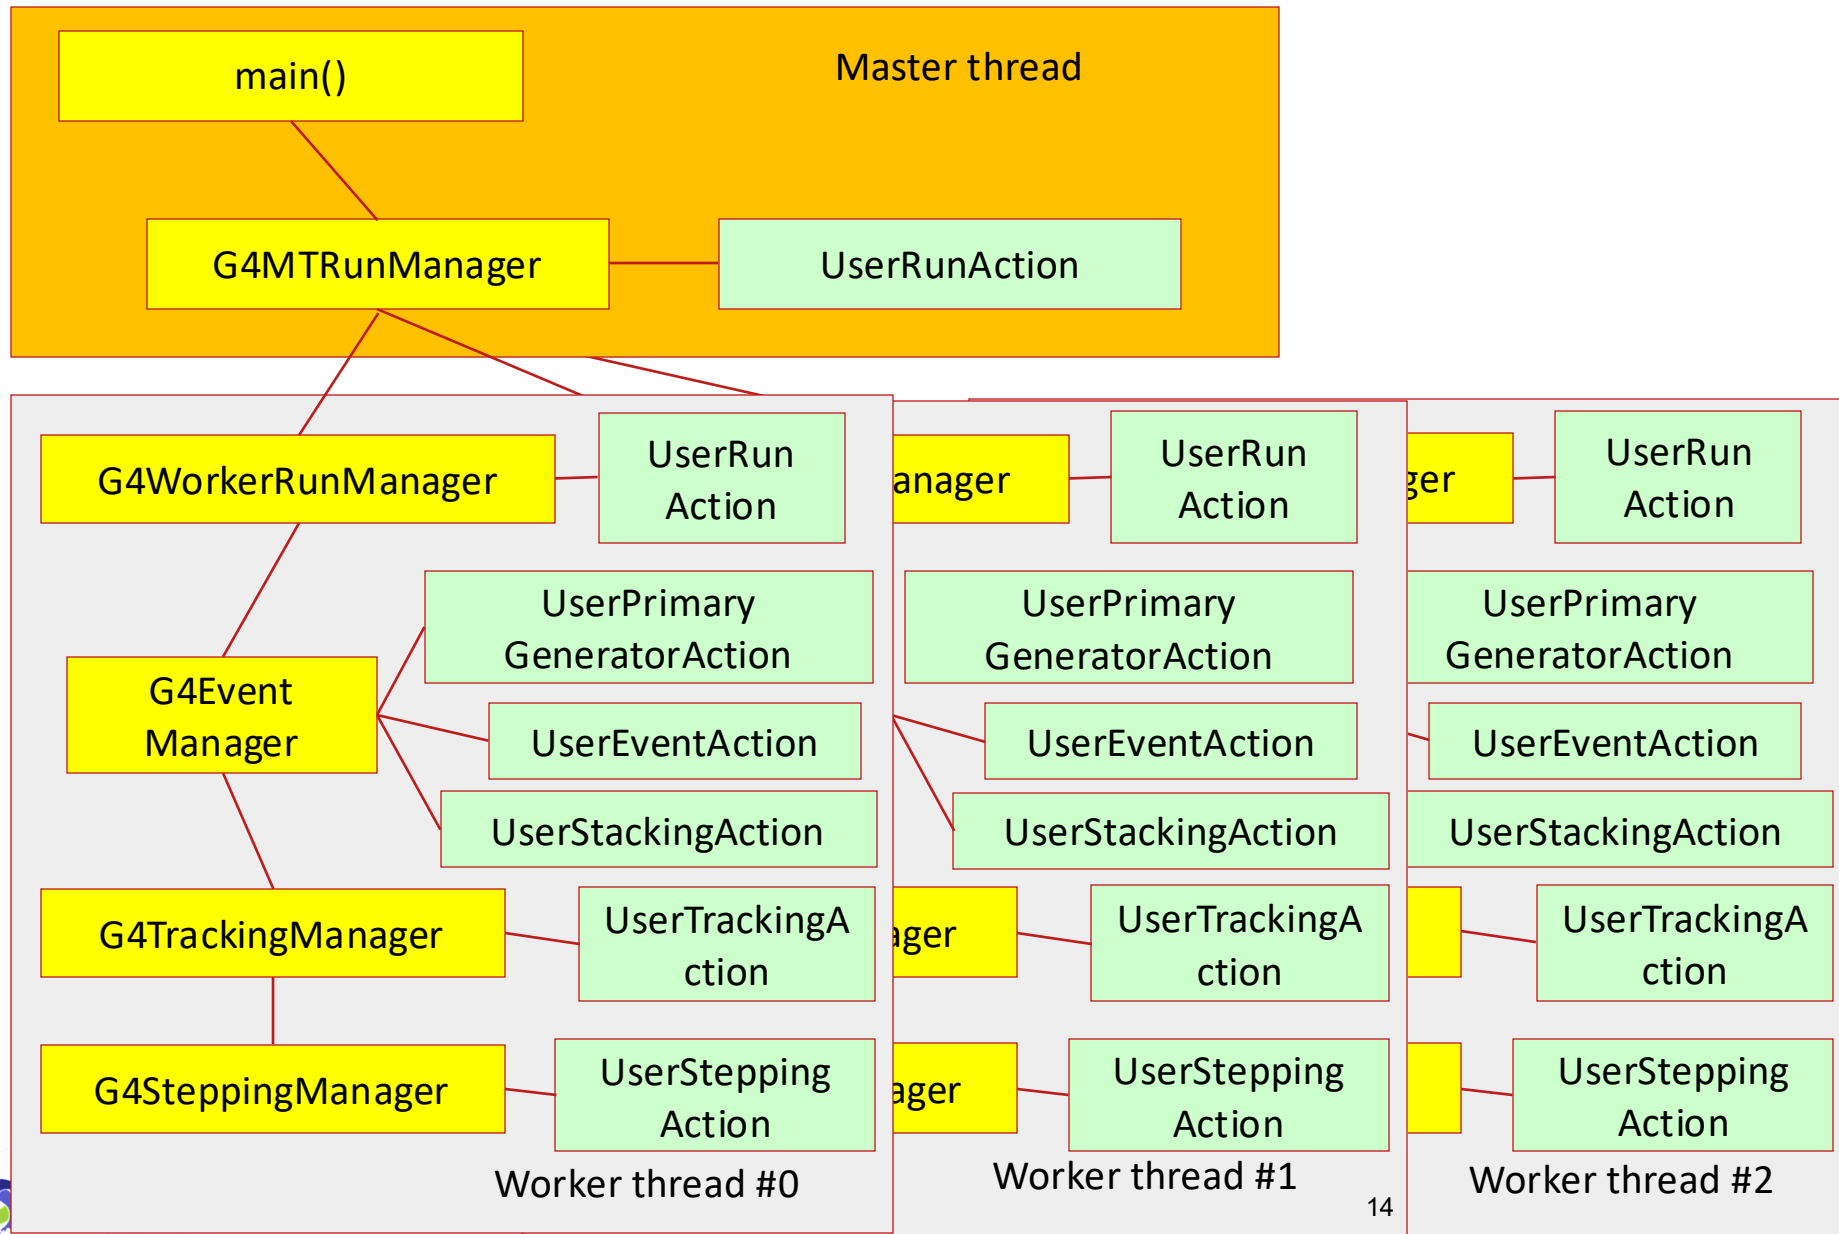 main()
Master thread
G4MTRunManager
UserRunAction
G4WorkerRunManager
UserRun
Action
UserPrimary
GeneratorAction
G4Event
Manager
UserEventAction
UserStackingAction
G4TrackingManager
UserTrackingA
ction
G4SteppingManager
UserStepping
Action
Worker thread #0
anager
UserRun
Action
UserPrimary
GeneratorAction
UserEventAction
UserStackingAction
ager
UserTrackingA
ction
ager
UserStepping
Action
Worker thread #1
14
ger
UserRun
Action
UserPrimary
GeneratorAction
UserEventAction
UserStackingAction
UserTrackingA
ction
UserStepping
Action
Worker thread #2